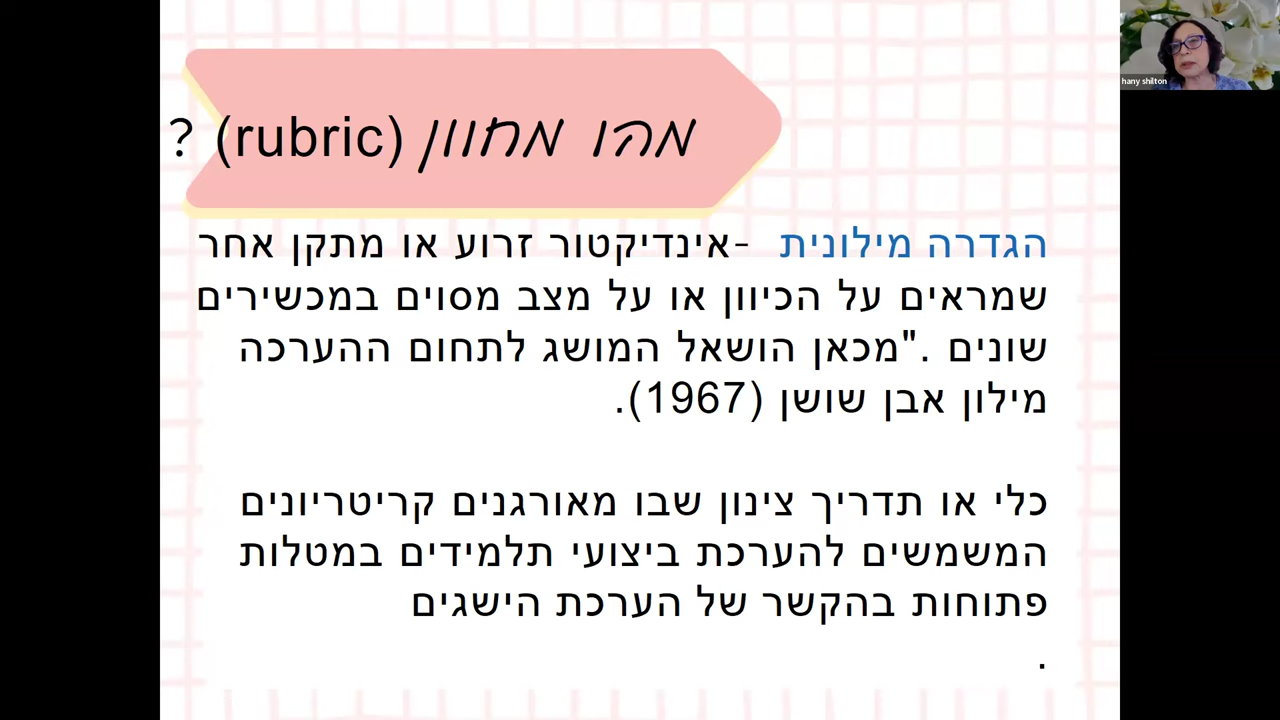 מהו מחוון (rubric) ?
hany shilton
הגדרה מילונית -אינדיקטור זרוע או מתקן אחר
שמראים על הכיוון או על מצב מסוים במכשירים
שונים ."מכאן הושאל המושג לתחום ההערכה
מילון אבן שושן (1967).
כלי או תדריך צינון שבו מאורגנים קריטריונים
המשמשים להערכת ביצועי תלמידים במטלות
פתוחות בהקשר של הערכת הישגים
.